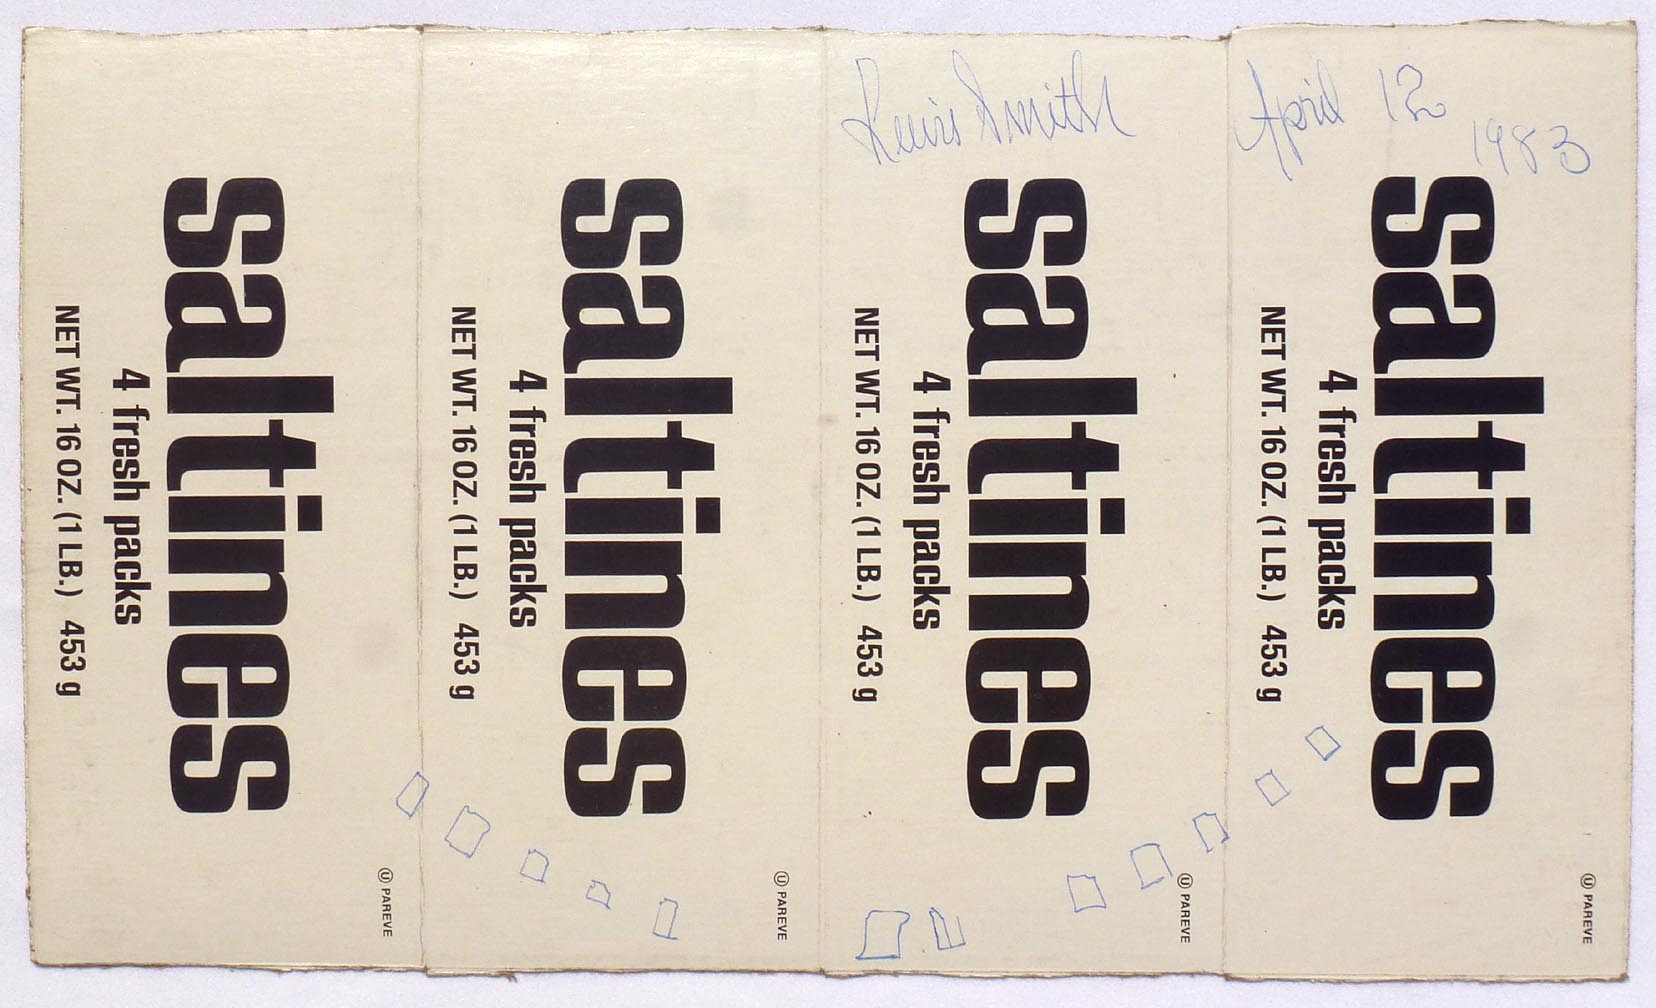 Lewis Smith
April 12
1983
saltines
4 fresh packs
NET WT. 16 OZ. (1 LB.) 453 g
Ⓤ PAREVE
saltines
4 fresh packs
NET WT. 16 OZ. (1 LB.) 453 g
Ⓤ PAREVE
saltines
4 fresh packs
NET WT. 16 OZ. (1 LB.) 453 g
Ⓤ PAREVE
saltines
4 fresh packs
NET WT. 16 OZ. (1 LB.) 453 g
Ⓤ PAREVE